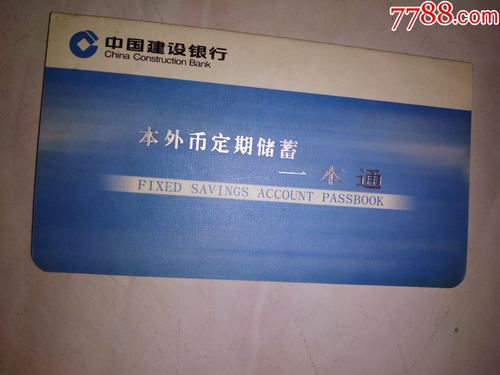 7788.com
中国建设银行
China Construction Bank
本外币定期储蓄
一本通
FIXED SAVINGS ACCOUNT PASSBOOK